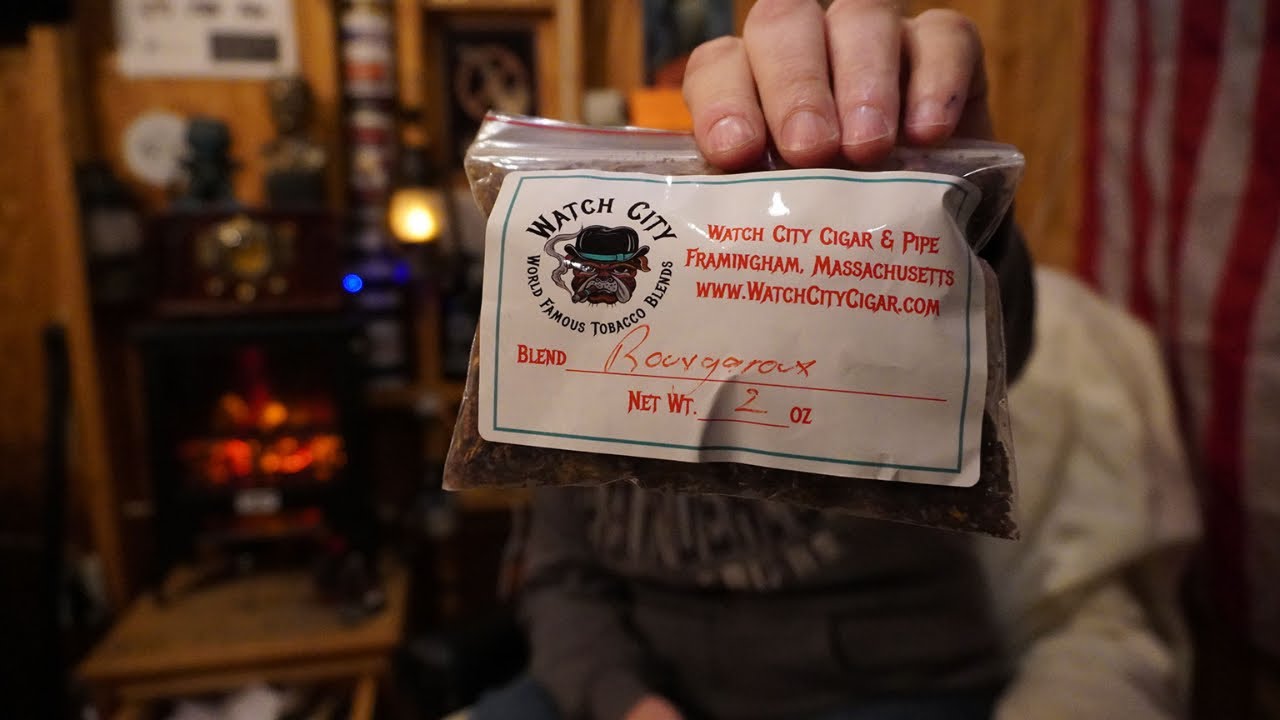 Watch City
World Famous Tobacco Blends
Watch City Cigar & Pipe
Framingham, Massachusetts
www.WatchCityCigar.com
Blend Rouxgaroux
Net Wt. 2 oz